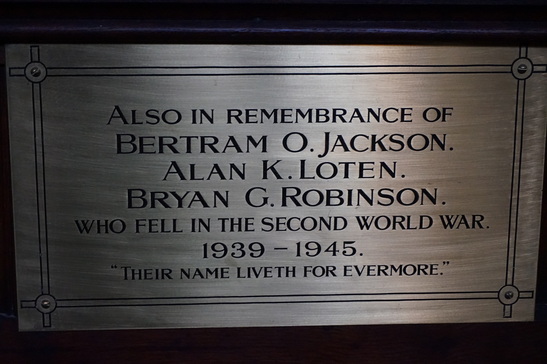 Also in remembrance of
Bertram O. Jackson.
Alan K. Loten.
Bryan G. Robinson.
who fell in the Second World War.
1939 – 1945.
"Their name liveth for evermore."